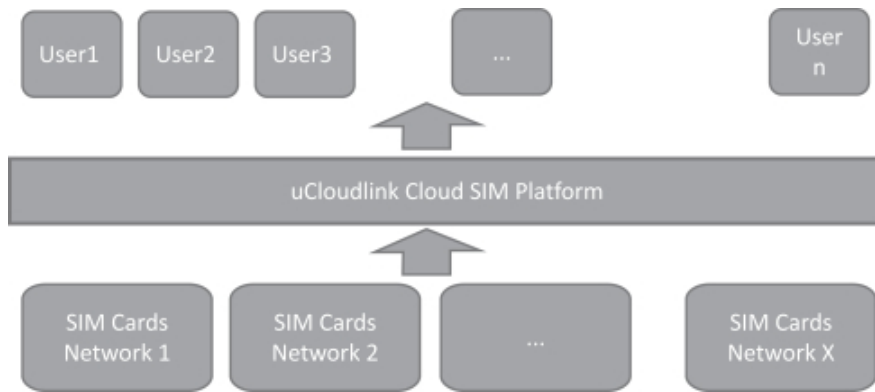 User1
User2
User3
...
User
n
uCloudlink Cloud SIM Platform
SIM Cards
Network 1
SIM Cards
Network 2
...
SIM Cards
Network X